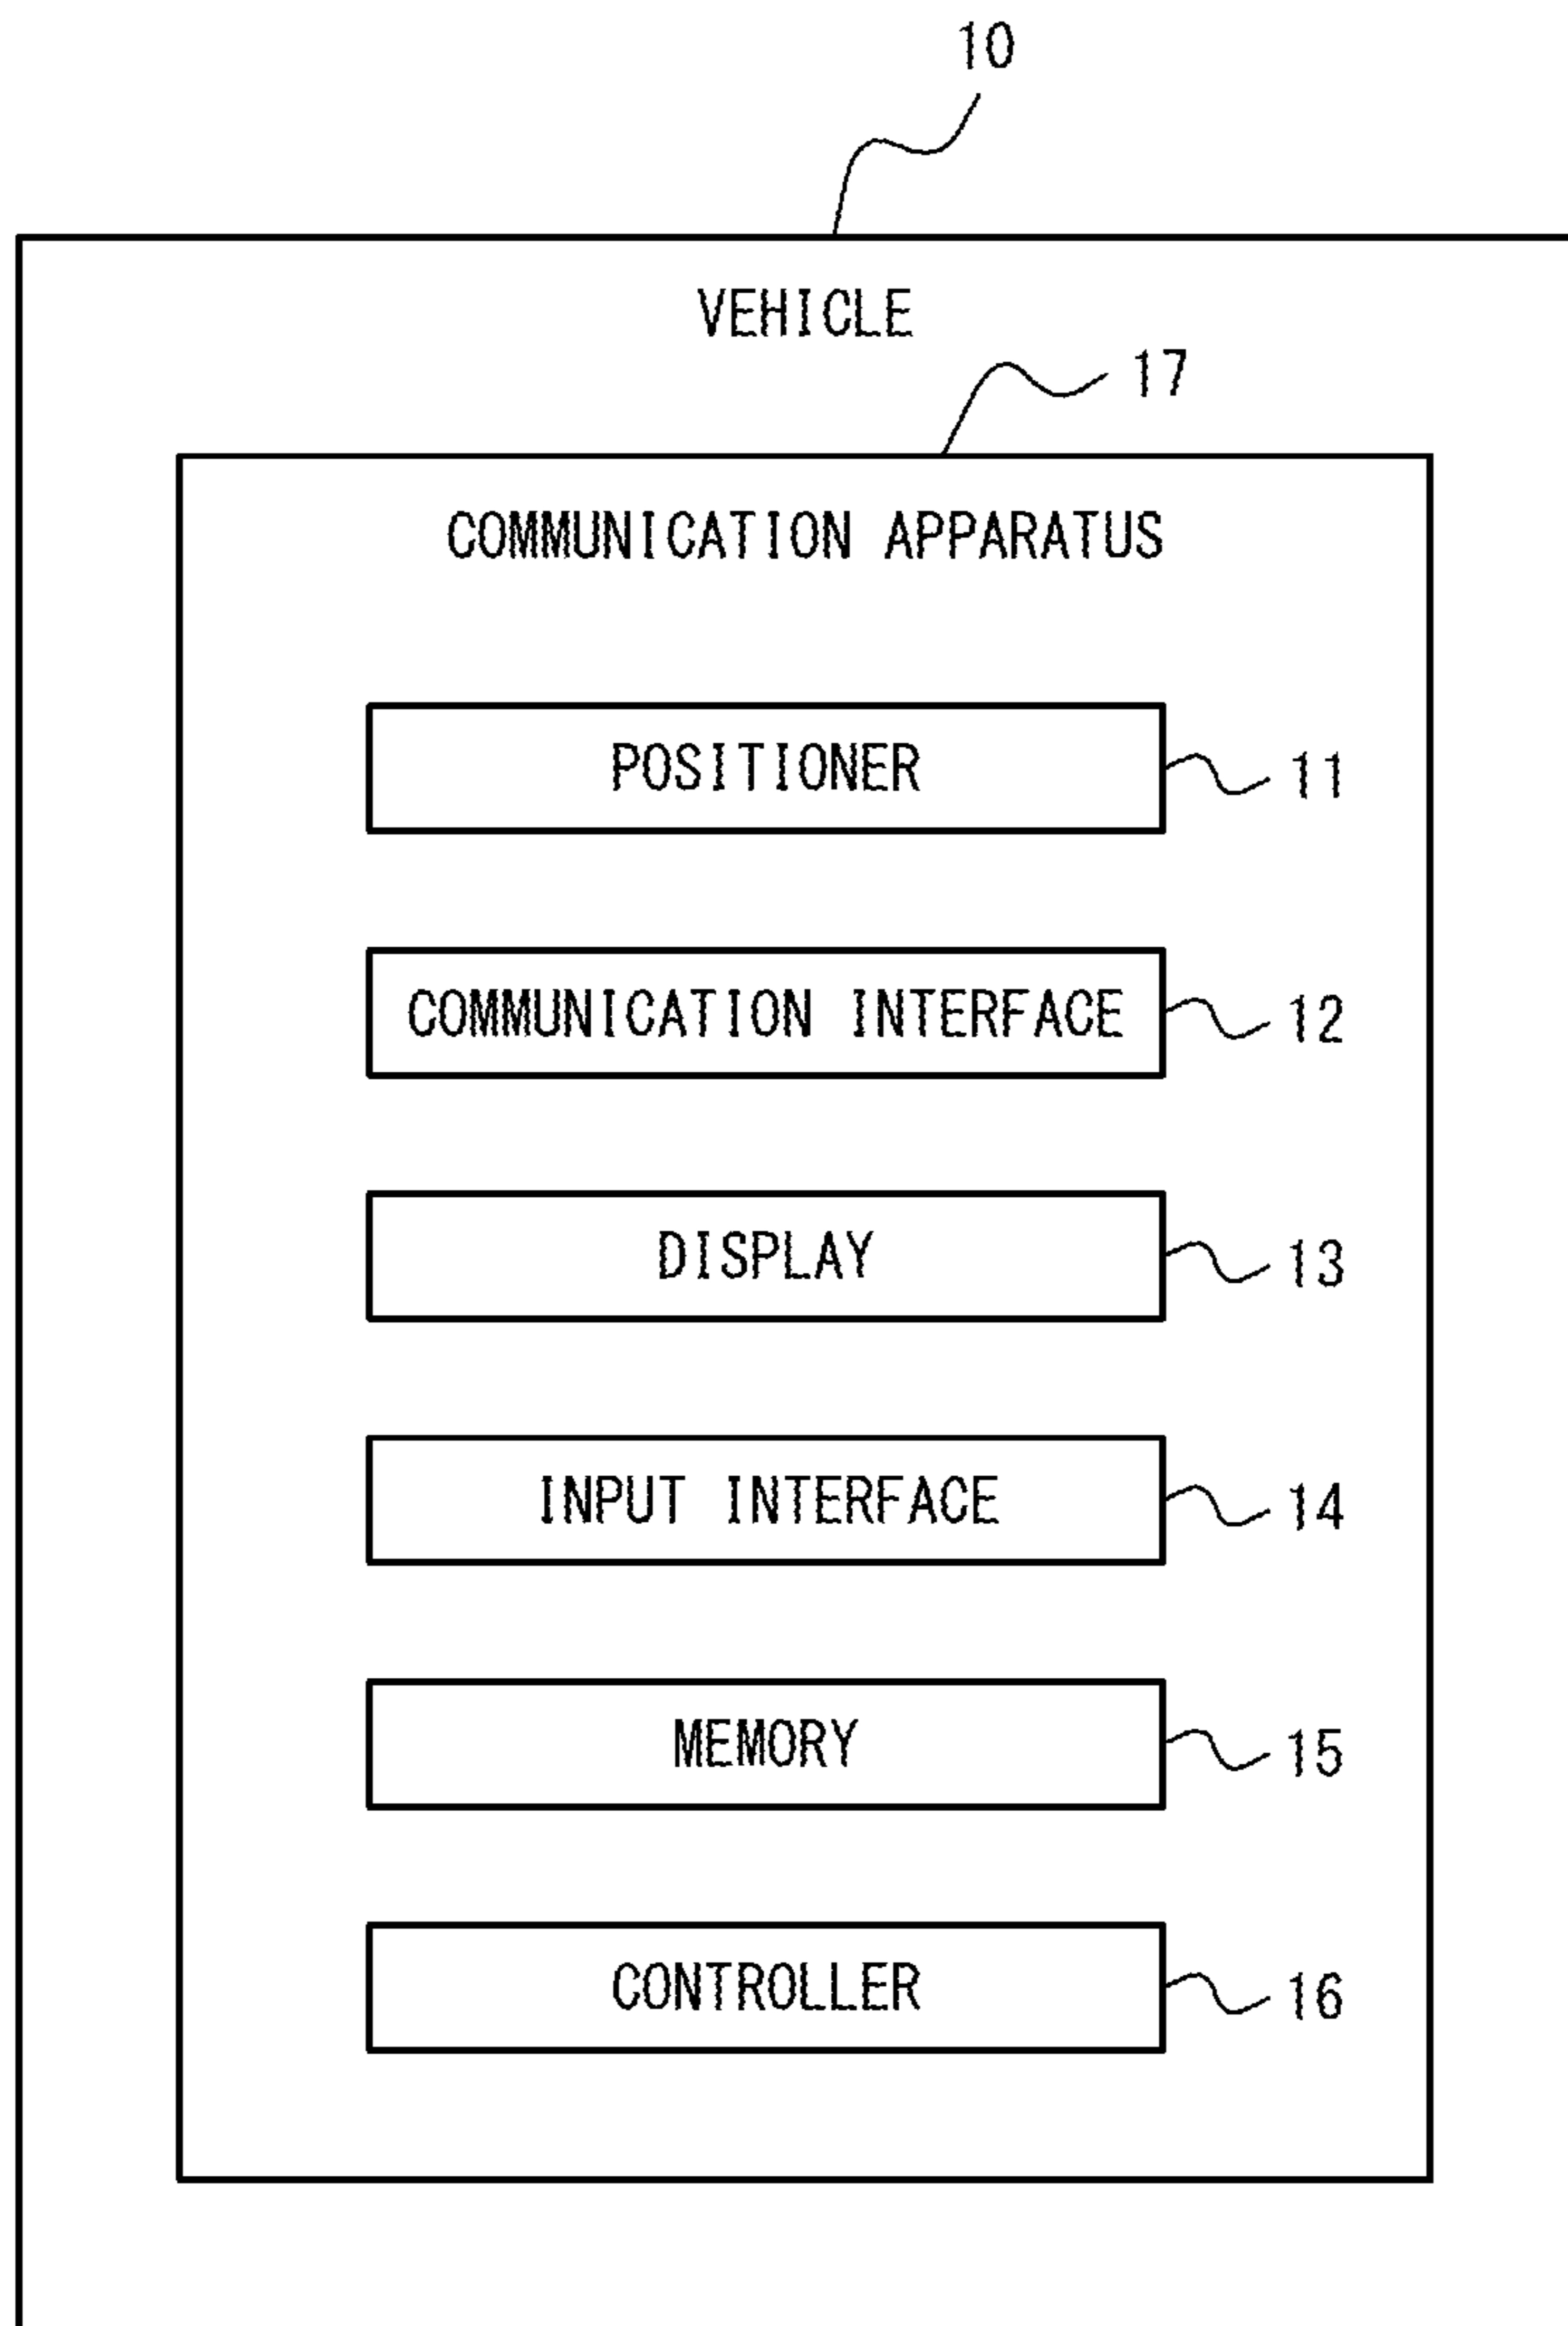 10
VEHICLE
17
COMMUNICATION APPARATUS
POSITIONER 11
COMMUNICATION INTERFACE 12
DISPLAY 13
INPUT INTERFACE 14
MEMORY 15
CONTROLLER 16